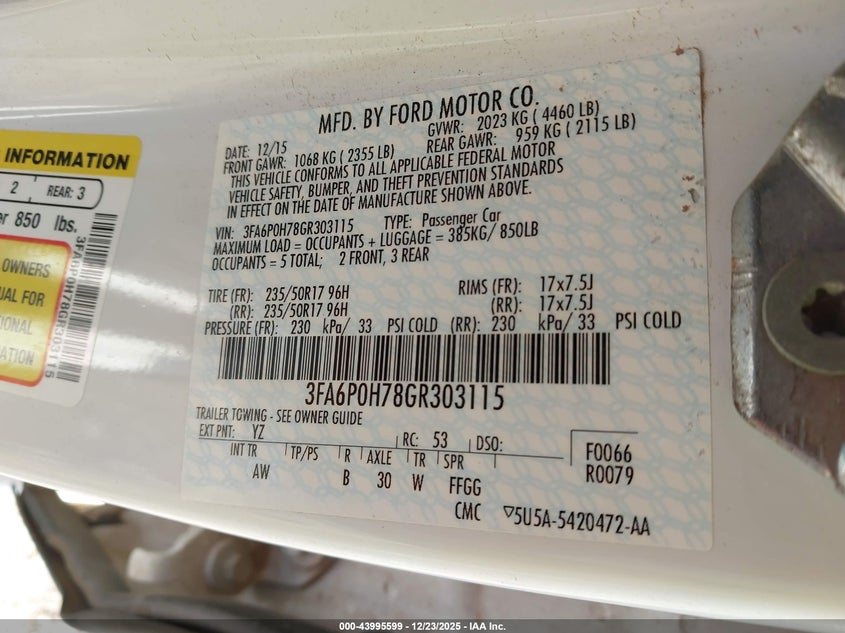 INFORMATION
2
REAR: 3
850 lbs.
OWNERS
FOR
3FA6P0H78GR303115
MFD. BY FORD MOTOR CO.
DATE: 12/15
GVWR: 2023 KG ( 4460 LB)
FRONT GAWR: 1068 KG ( 2355 LB)
REAR GAWR: 959 KG ( 2115 LB)
THIS VEHICLE CONFORMS TO ALL APPLICABLE FEDERAL MOTOR
VEHICLE SAFETY, BUMPER, AND THEFT PREVENTION STANDARDS
IN EFFECT ON THE DATE OF MANUFACTURE SHOWN ABOVE.
VIN: 3FA6P0H78GR303115 TYPE: Passenger Car
MAXIMUM LOAD = OCCUPANTS + LUGGAGE = 385KG/ 850LB
OCCUPANTS = 5 TOTAL; 2 FRONT, 3 REAR
TIRE (FR): 235/50R17 96H RIMS (FR): 17x7.5J
(RR): 235/50R17 96H (RR): 17x7.5J
PRESSURE (FR): 230 kPa/ 33 PSI COLD (RR): 230 kPa/ 33 PSI COLD
3FA6P0H78GR303115
TRAILER TOWING - SEE OWNER GUIDE
EXT PNT: YZ RC: 53 DSO: F0066
R0079
INT TR TP/PS R AXLE TR SPR
AW B 30 W FFGG
CMC ▽5U5A-5420472-AA
000-43995599 - 12/23/2025 - IAA Inc.